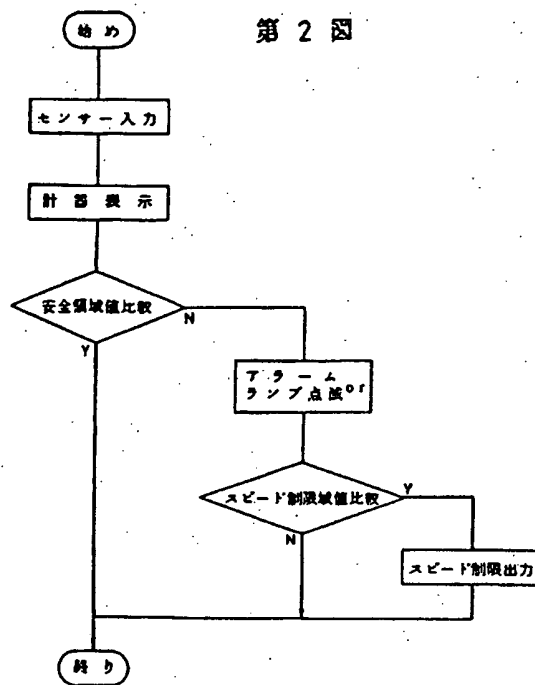 第2図
始め
センサー入力
計器表示
安全領域値比較
N
Y
アラーム
ランプ点滅 or
スピード制限域値比較
Y
N
スピード制限出力
終り